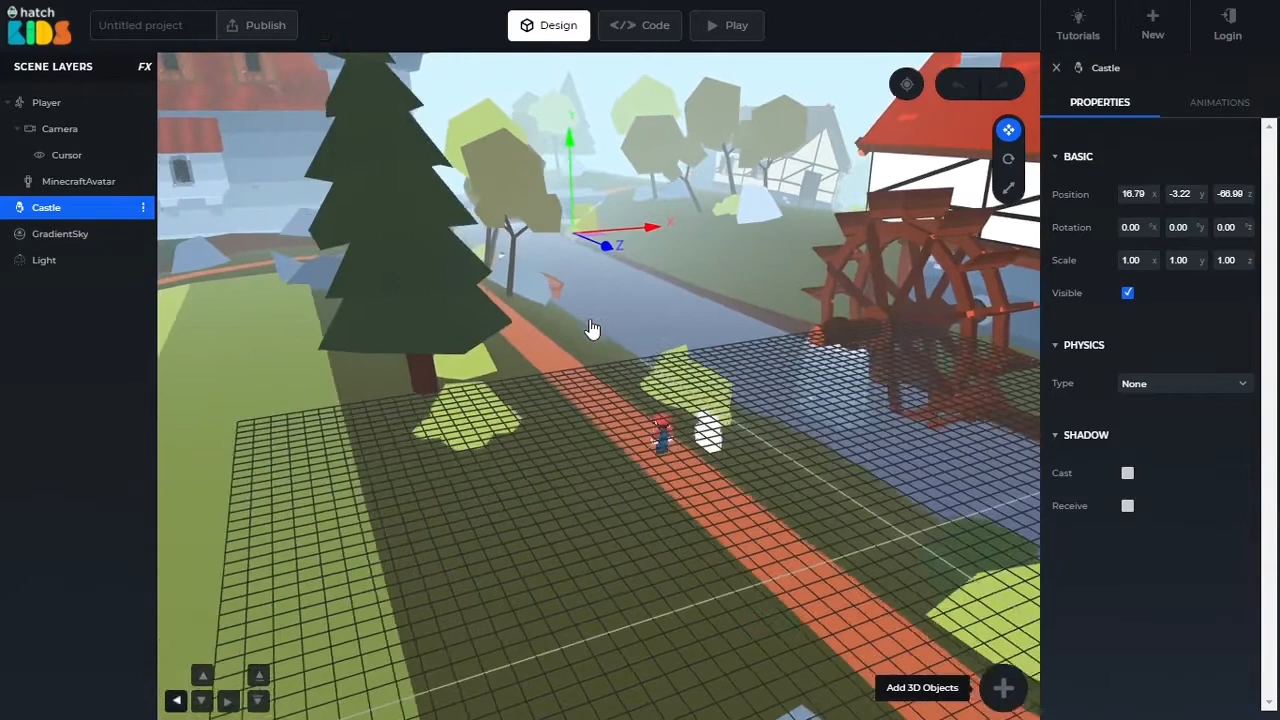 hatch
KIDS
Untitled project
Publish
Design
</> Code
Play
Tutorials
New
Login
SCENE LAYERS
FX
Player
Camera
Cursor
MinecraftAvatar
Castle
GradientSky
Light
Y
X
Z
Castle
PROPERTIES
ANIMATIONS
BASIC
Position 16.79 x -3.22 y -66.99 z
Rotation 0.00 °x 0.00 °y 0.00 °z
Scale 1.00 x 1.00 y 1.00 z
Visible
PHYSICS
Type None
SHADOW
Cast
Receive
Add 3D Objects